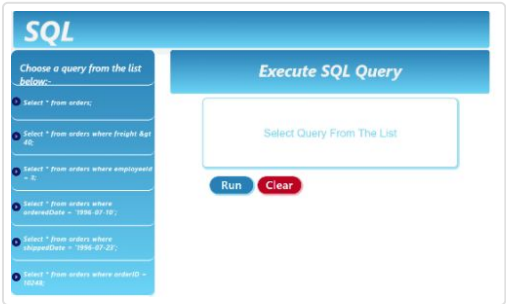 SQL
Choose a query from the list
below:-
Select * from orders;
Select * from orders where freight &gt
40;
Select * from orders where employeeId
= 3;
Select * from orders where
orderedDate = '1996-07-10';
Select * from orders where
shippedDate = '1996-07-23';
Select * from orders where orderID =
10248;
Execute SQL Query
Select Query From The List
Run Clear